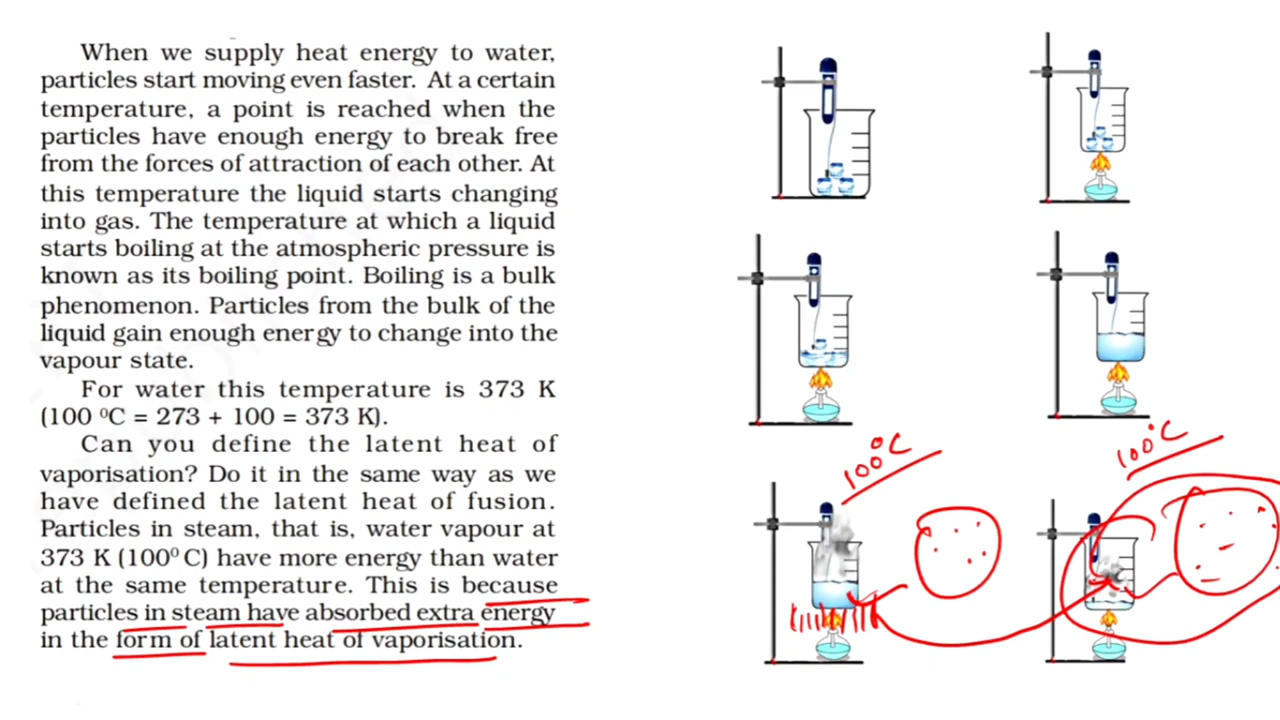 When we supply heat energy to water,
particles start moving even faster. At a certain
temperature, a point is reached when the
particles have enough energy to break free
from the forces of attraction of each other. At
this temperature the liquid starts changing
into gas. The temperature at which a liquid
starts boiling at the atmospheric pressure is
known as its boiling point. Boiling is a bulk
phenomenon. Particles from the bulk of the
liquid gain enough energy to change into the
vapour state.
For water this temperature is 373 K
(100 ⁰C = 273 + 100 = 373 K).
Can you define the latent heat of
vaporisation? Do it in the same way as we
have defined the latent heat of fusion.
Particles in steam, that is, water vapour at
373 K (100⁰ C) have more energy than water
at the same temperature. This is because
particles in steam have absorbed extra energy
in the form of latent heat of vaporisation.
100°C
100°C